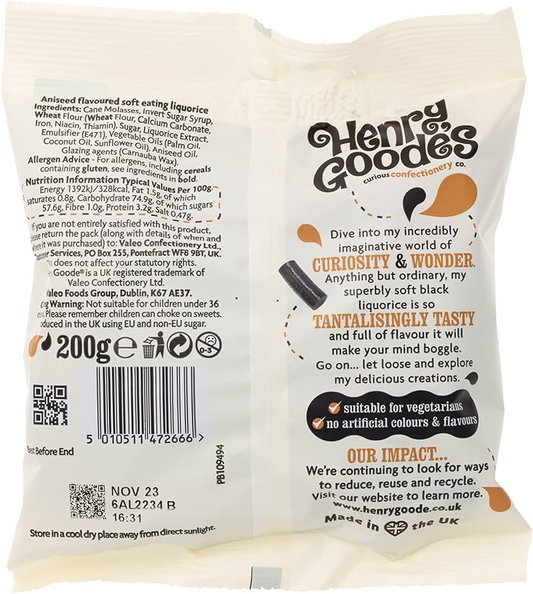 Aniseed flavoured soft eating liquorice
Ingredients: Cane Molasses, Invert Sugar Syrup,
Wheat Flour (Wheat Flour, Calcium Carbonate,
Iron, Niacin, Thiamin), Sugar, Liquorice Extract,
Emulsifier (E471), Vegetable Oils (Palm Oil,
Coconut Oil, Sunflower Oil), Aniseed Oil,
Glazing agents (Carnauba Wax).
Allergen Advice - For allergens, including cereals
containing gluten, see ingredients in bold.
Nutrition Information Typical Values Per 100g
Energy 1392kJ/328kcal, Fat 1.5g, of which
saturates 0.8g, Carbohydrate 74.9g, of which sugars
57.6g, Fibre 1.0g, Protein 3.2g, Salt 0.47g.
If you are not entirely satisfied with this product,
please return the pack (along with details of when and
it was purchased) to: Valeo Confectionery Ltd.,
Services, PO Box 255, Pontefract WF8 9BT, UK.
does not affect your statutory rights.
Goode® is a UK registered trademark of
Valeo Confectionery Ltd.
Valeo Foods Group, Dublin, K67 AE37.
Warning: Not suitable for children under 36
Please remember children can choke on sweets.
in the UK using EU and non-EU sugar.
200g e
0-3
5 010511 472666 >
Best Before End
PB109494
NOV 23
6AL2234 B
16:31
Store in a cool dry place away from direct sunlight.
Henry
Goode's
curious confectionery co.
Dive into my incredibly
imaginative world of
CURIOSITY & WONDER.
Anything but ordinary, my
superbly soft black
liquorice is so
TANTALISINGLY TASTY
and full of flavour it will
make your mind boggle.
Go on... let loose and explore
my delicious creations.
suitable for vegetarians
no artificial colours & flavours
OUR IMPACT...
We're continuing to look for ways
to reduce, reuse and recycle.
Visit our website to learn more.
www.henrygoode.co.uk
Made in the UK